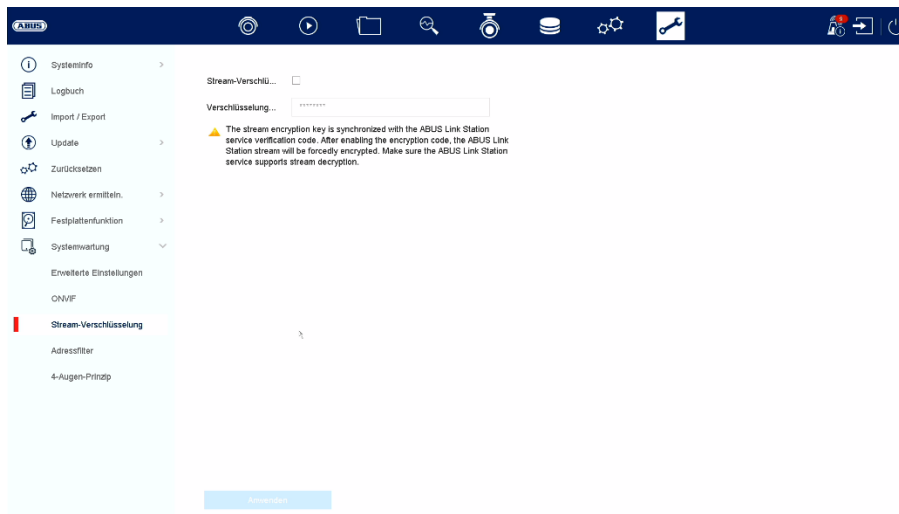 ABUS
Systeminfo
Logbuch
Import / Export
Update
Zurücksetzen
Netzwerk ermitteln.
Festplattenfunktion
Systemwartung
Erweiterte Einstellungen
ONVIF
Stream-Verschlüsselung
Adressfilter
4-Augen-Prinzip
Stream-Verschlü...
Verschlüsselung...
********
The stream encryption key is synchronized with the ABUS Link Station
service verification code. After enabling the encryption code, the ABUS Link
Station stream will be forcedly encrypted. Make sure the ABUS Link Station
service supports stream decryption.
Anwenden